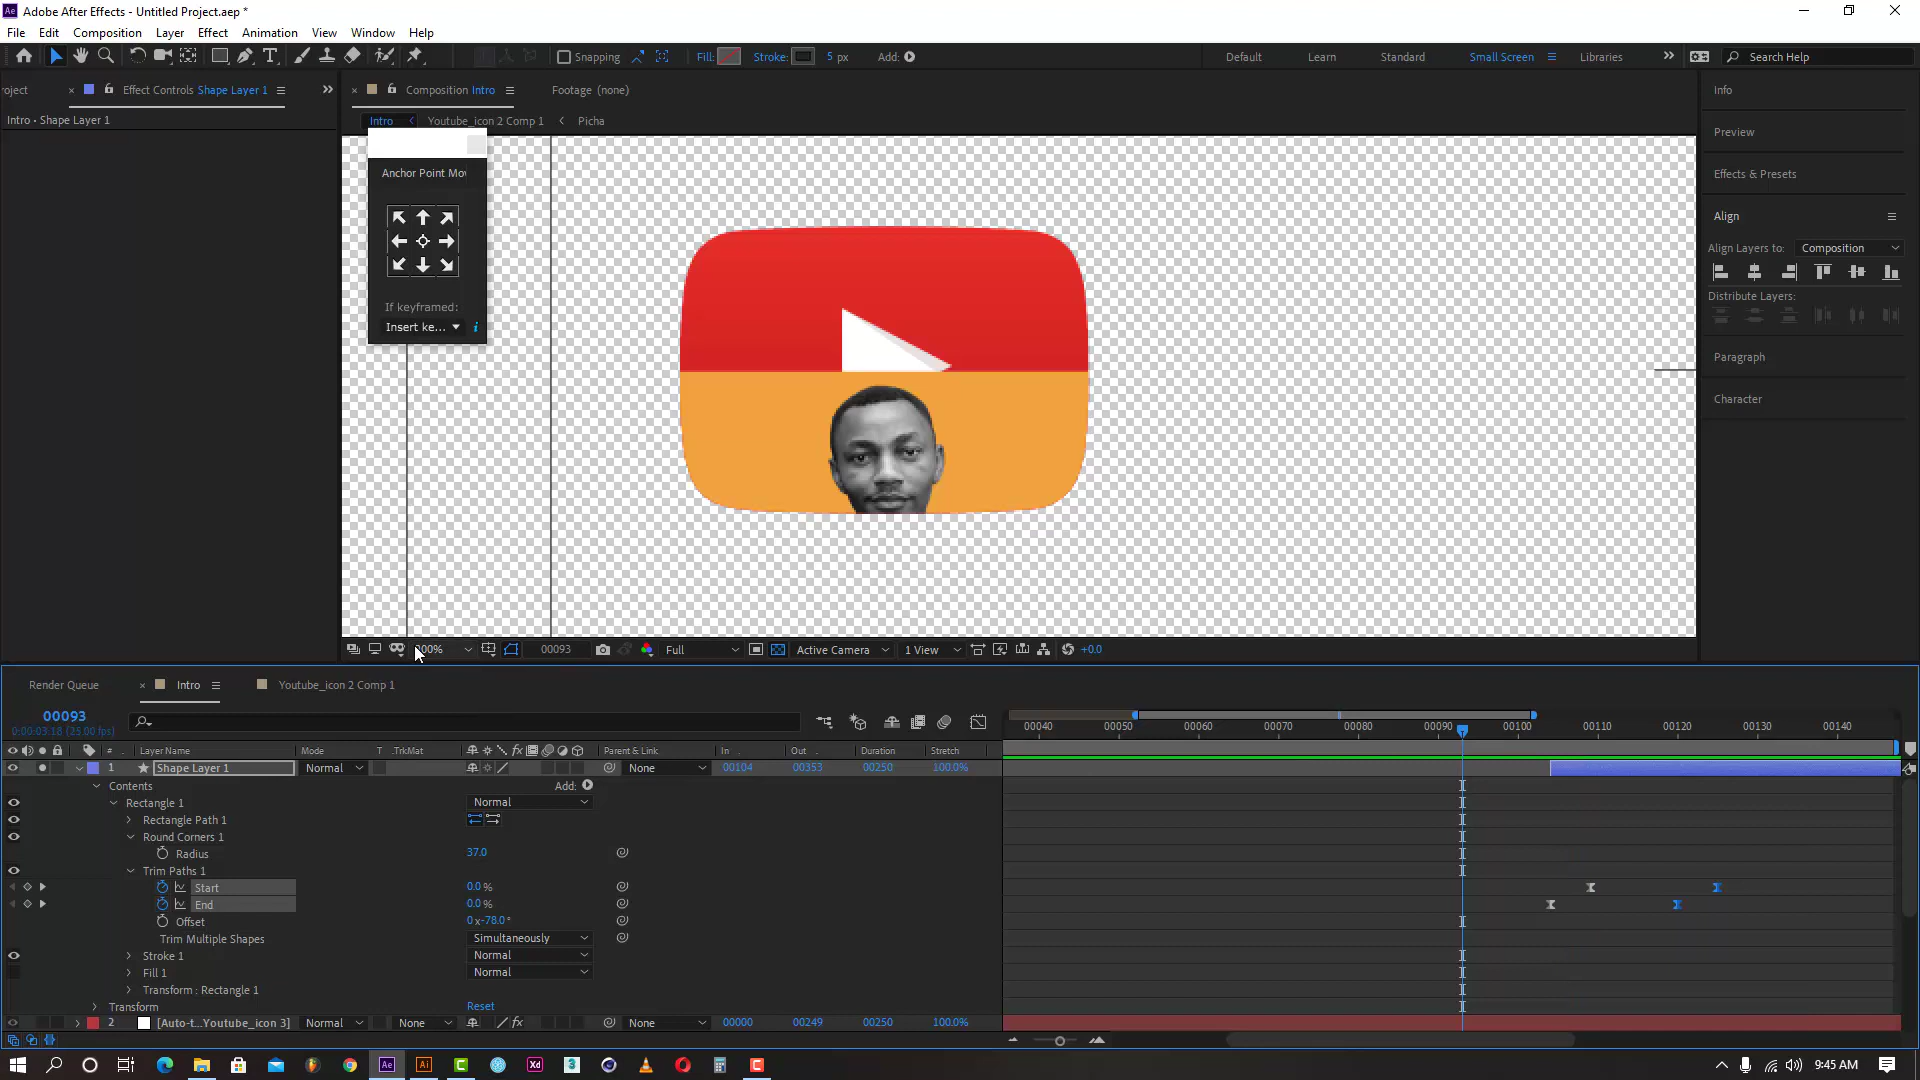 Adobe After Effects - Untitled Project.aep *
File Edit Composition Layer Effect Animation View Window Help
Snapping Fill: Stroke: 5 px Add: Default Learn Standard Small Screen Libraries Search Help
roject Effect Controls Shape Layer 1 Composition Intro Footage (none) Info
Intro • Shape Layer 1
Intro Youtube_icon 2 Comp 1 Picha
Preview
Anchor Point Mov
Effects & Presets
Align
Align Layers to: Composition
Distribute Layers:
If keyframed:
Insert ke...
Paragraph
Character
00093 Full Active Camera 1 View +0.0
Render Queue Intro Youtube_icon 2 Comp 1
00093
0:00:03:18 (25.00 fps)
00040 00050 00060 00070 00080 00090 00100 00110 00120 00130 00140
# Layer Name Mode T .TrkMat Parent & Link In Out Duration Stretch
1 Shape Layer 1 Normal None 00104 00353 00250 100.0%
Contents Add:
Rectangle 1 Normal
Rectangle Path 1
Round Corners 1
Radius 37.0
Trim Paths 1
Start 0.0 %
End 0.0 %
Offset 0 x-78.0°
Trim Multiple Shapes Simultaneously
Stroke 1 Normal
Fill 1 Normal
Transform : Rectangle 1
Transform Reset
2 [Auto-t...Youtube_icon 3] Normal None None 00000 00249 00250 100.0%
9:45 AM